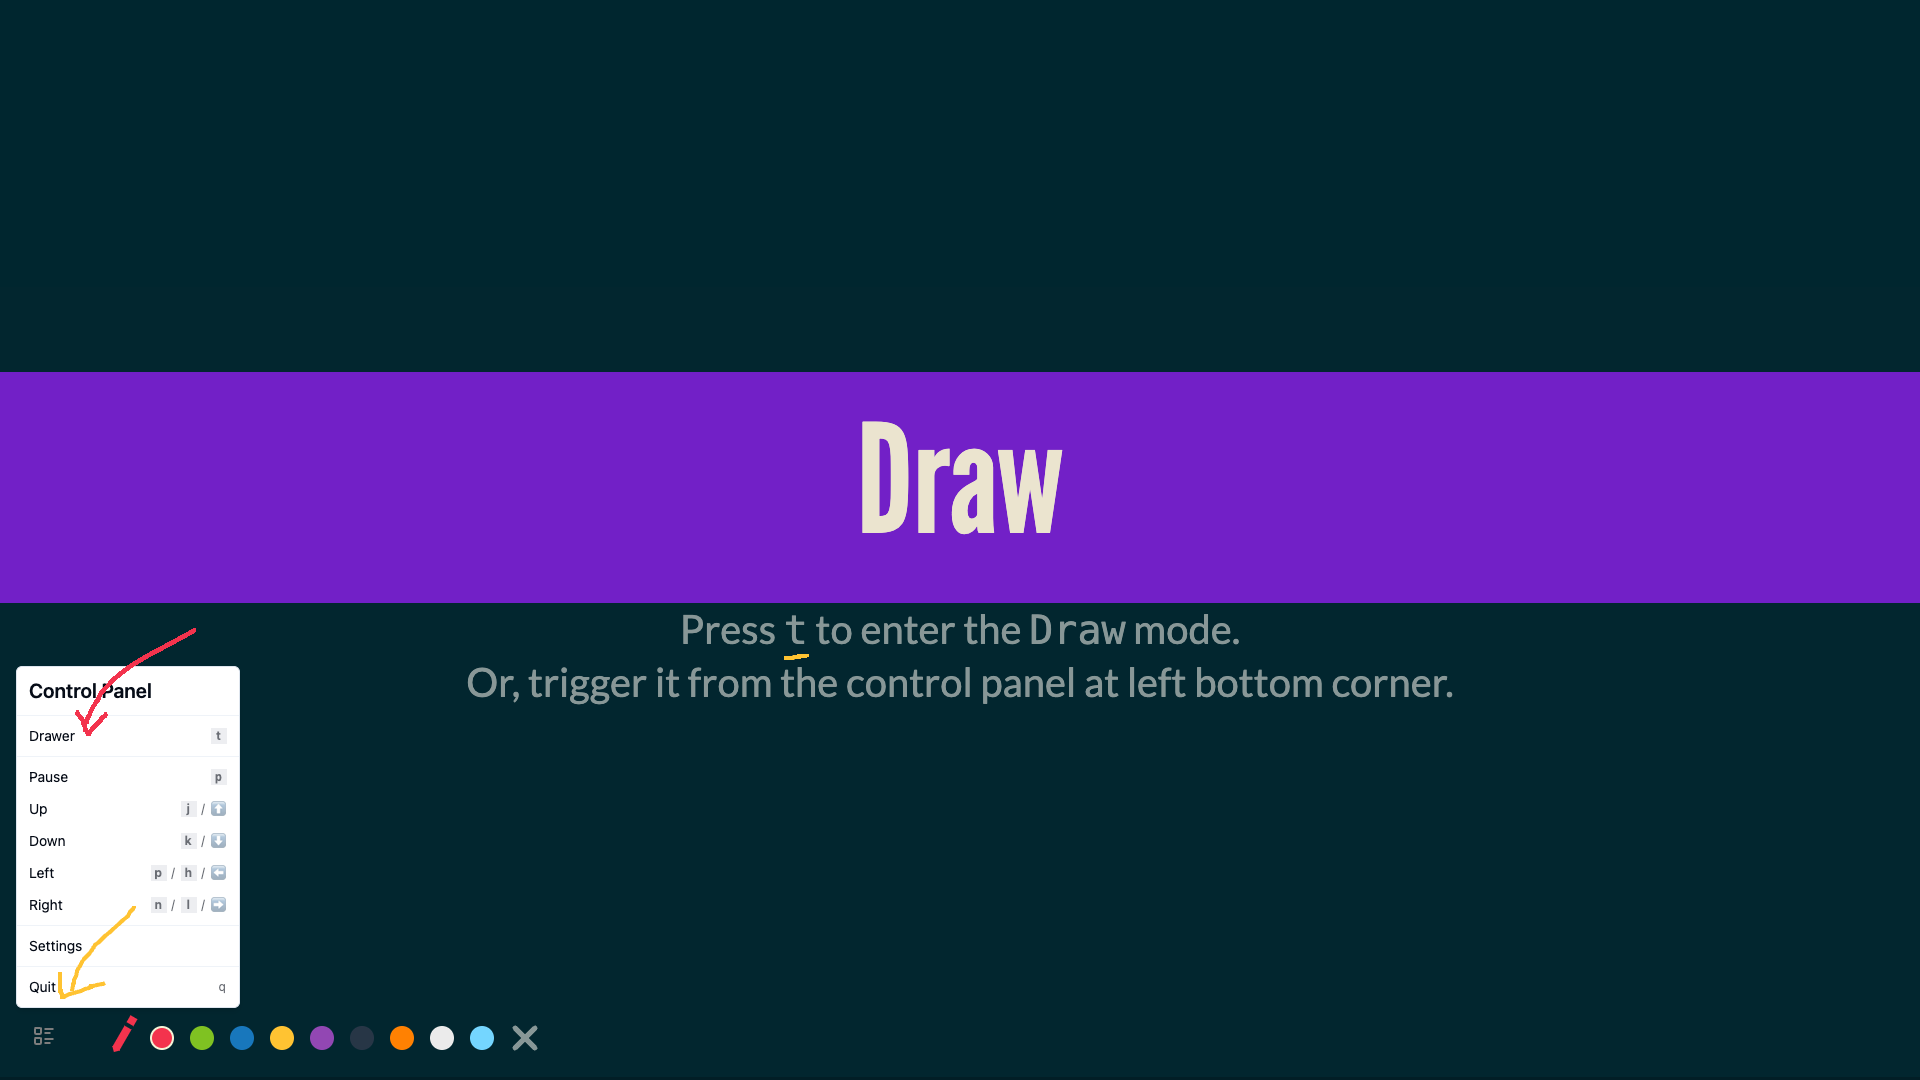 Draw
Press t to enter the Draw mode.
Or, trigger it from the control panel at left bottom corner.
Control Panel
Drawer t
Pause p
Up j / ⬆️
Down k / ⬇️
Left p / h / ⬅️
Right n / l / ➡️
Settings
Quit q